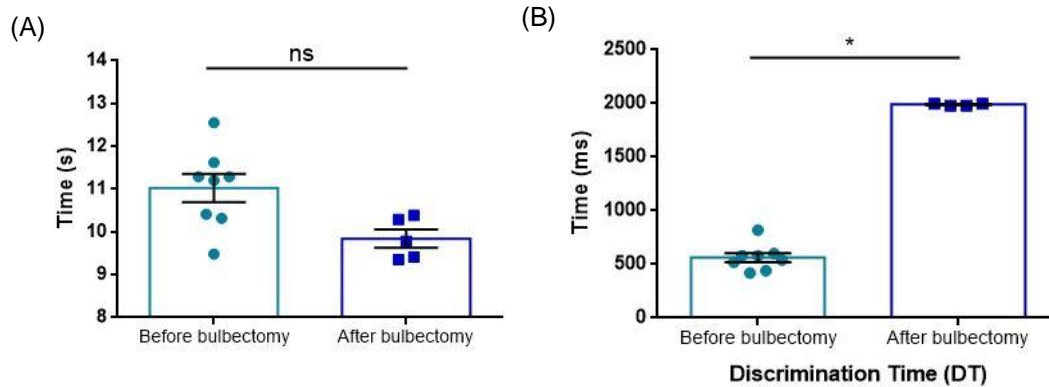 (A)
ns
14
13
12
11
10
9
8
Time (s)
Before bulbectomy After bulbectomy
(B)
*
2500
2000
1500
1000
500
0
Time (ms)
Before bulbectomy After bulbectomy
Discrimination Time (DT)